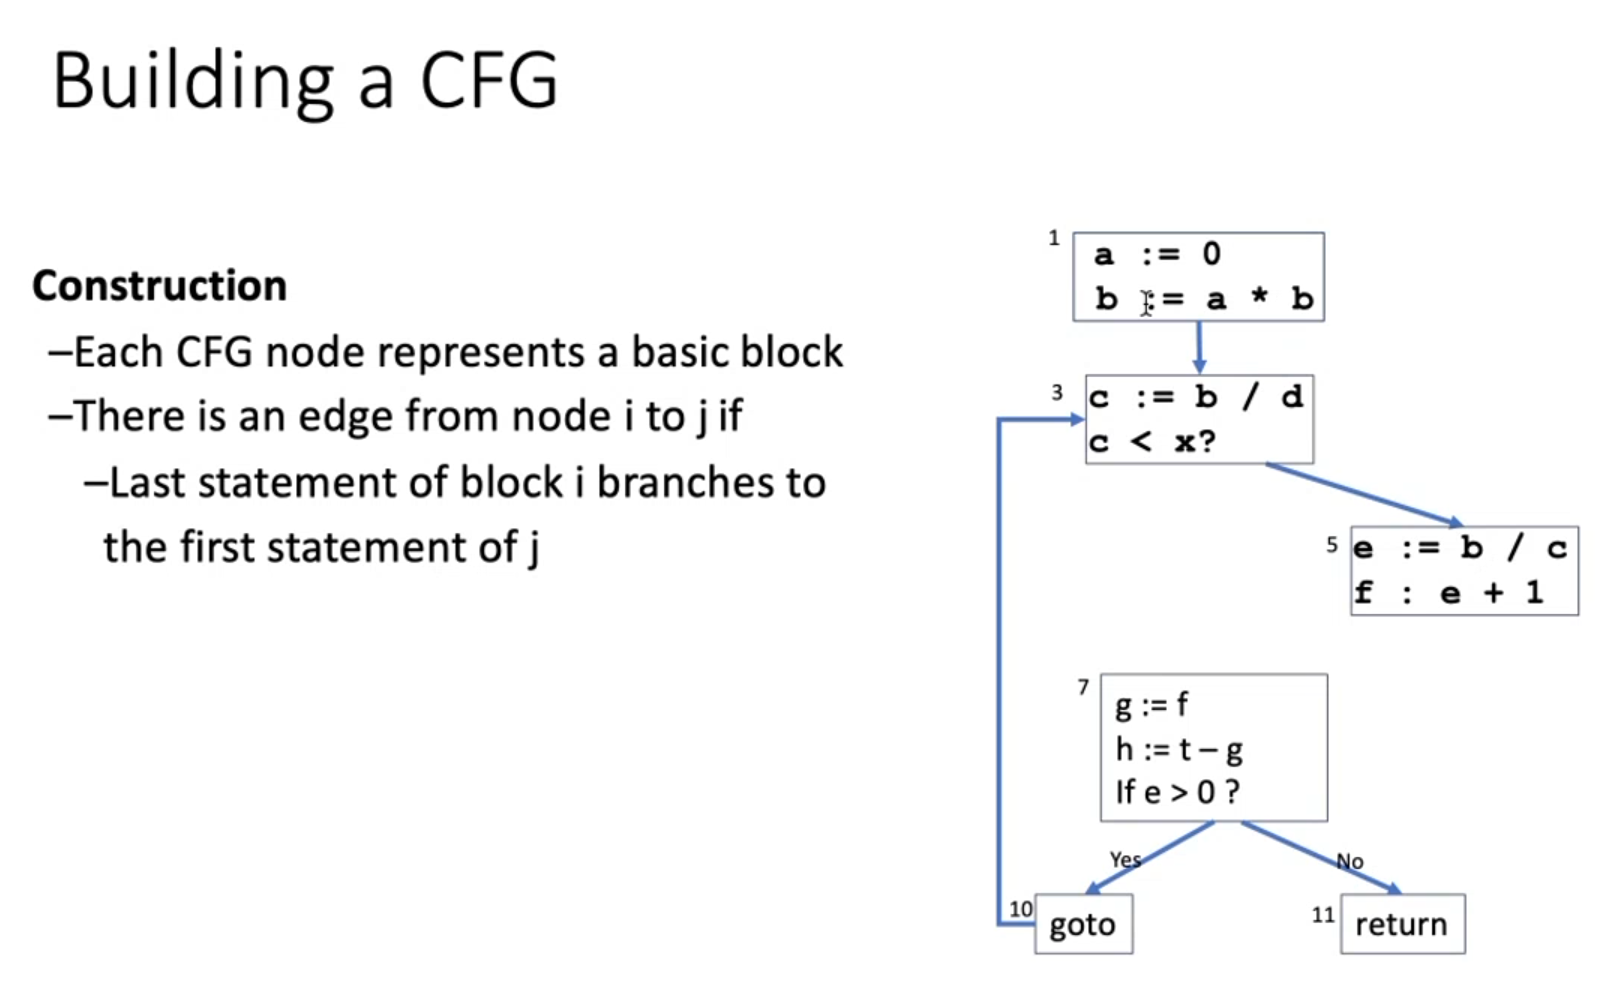 Building a CFG
Construction
–Each CFG node represents a basic block
–There is an edge from node i to j if
–Last statement of block i branches to
the first statement of j
1
a := 0
b := a * b
3
c := b / d
c < x?
5
e := b / c
f : e + 1
7
g := f
h := t – g
If e > 0 ?
Yes
No
10
goto
11
return